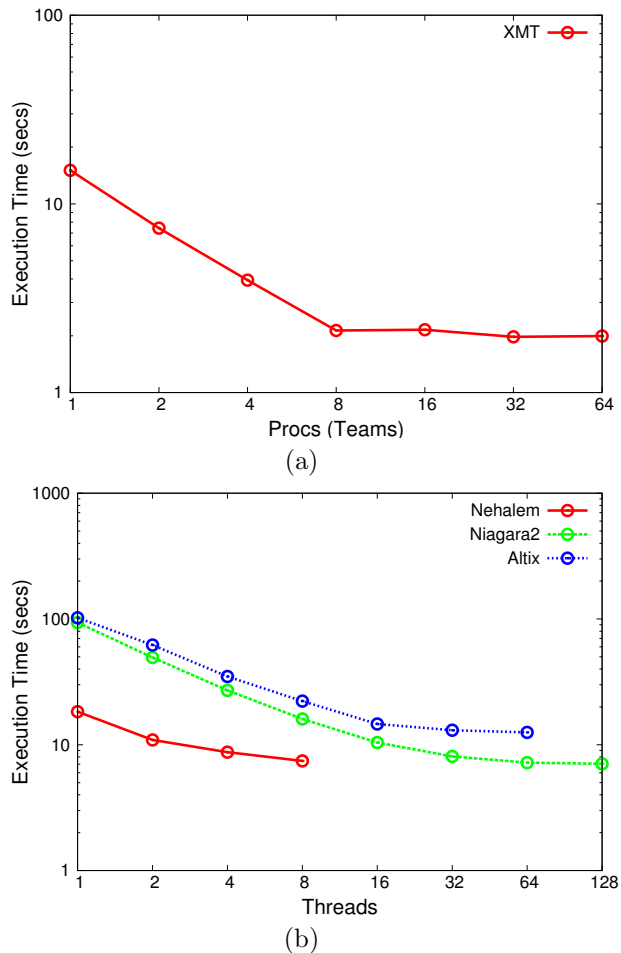 100
XMT
10
1
Execution Time (secs)
1 2 4 8 16 32 64
Procs (Teams)
(a)
1000
Nehalem
Niagara2
Altix
100
10
1
Execution Time (secs)
1 2 4 8 16 32 64 128
Threads
(b)